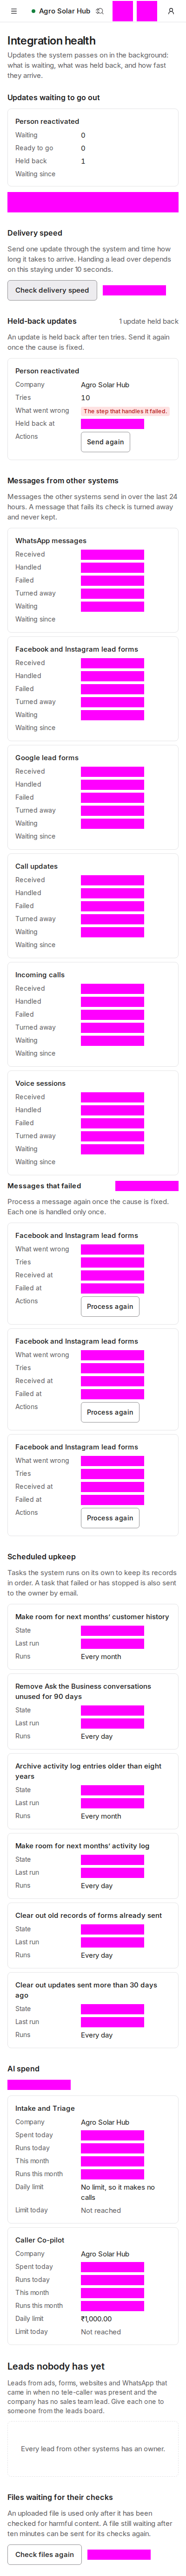 Agro Solar Hub
Integration health
The updates the system passes on in the background:
what is waiting, what was held back, and how fast
they arrive.
Updates waiting to go out
Person reactivated
Waiting 0
Ready to go 0
Held back 1
Waiting since
Delivery speed
Send one update through the system and time how
long it takes to arrive. Handing a lead over depends
on this staying under 10 seconds.
Check delivery speed
Held-back updates 1 update held back
An update is held back after ten tries. Send it again
once the cause is fixed.
Person reactivated
Company Agro Solar Hub
Tries 10
What went wrong The step that handles it failed.
Held back at
Actions Send again
Messages from other systems
Messages the other systems send in over the last 24
hours. A message that fails its check is turned away
and never kept.
WhatsApp messages
Received
Handled
Failed
Turned away
Waiting
Waiting since
Facebook and Instagram lead forms
Received
Handled
Failed
Turned away
Waiting
Waiting since
Google lead forms
Received
Handled
Failed
Turned away
Waiting
Waiting since
Call updates
Received
Handled
Failed
Turned away
Waiting
Waiting since
Incoming calls
Received
Handled
Failed
Turned away
Waiting
Waiting since
Voice sessions
Received
Handled
Failed
Turned away
Waiting
Waiting since
Messages that failed
Process a message again once the cause is fixed.
Each one is handled only once.
Facebook and Instagram lead forms
What went wrong
Tries
Received at
Failed at
Actions Process again
Facebook and Instagram lead forms
What went wrong
Tries
Received at
Failed at
Actions Process again
Facebook and Instagram lead forms
What went wrong
Tries
Received at
Failed at
Actions Process again
Scheduled upkeep
Tasks the system runs on its own to keep its records
in order. A task that failed or has stopped is also sent
to the owner by email.
Make room for next months' customer history
State
Last run
Runs Every month
Remove Ask the Business conversations
unused for 90 days
State
Last run
Runs Every day
Archive activity log entries older than eight
years
State
Last run
Runs Every month
Make room for next months' activity log
State
Last run
Runs Every day
Clear out old records of forms already sent
State
Last run
Runs Every day
Clear out updates sent more than 30 days
ago
State
Last run
Runs Every day
AI spend
Intake and Triage
Company Agro Solar Hub
Spent today
Runs today
This month
Runs this month
Daily limit No limit, so it makes no
calls
Limit today Not reached
Caller Co-pilot
Company Agro Solar Hub
Spent today
Runs today
This month
Runs this month
Daily limit ₹1,000.00
Limit today Not reached
Leads nobody has yet
Leads from ads, forms, websites and WhatsApp that
came in when no tele-caller was present and the
company has no sales team lead. Give each one to
someone from the leads board.
Every lead from other systems has an owner.
Files waiting for their checks
An uploaded file is used only after it has been
checked for harmful content. A file still waiting after
ten minutes can be sent for its checks again.
Check files again